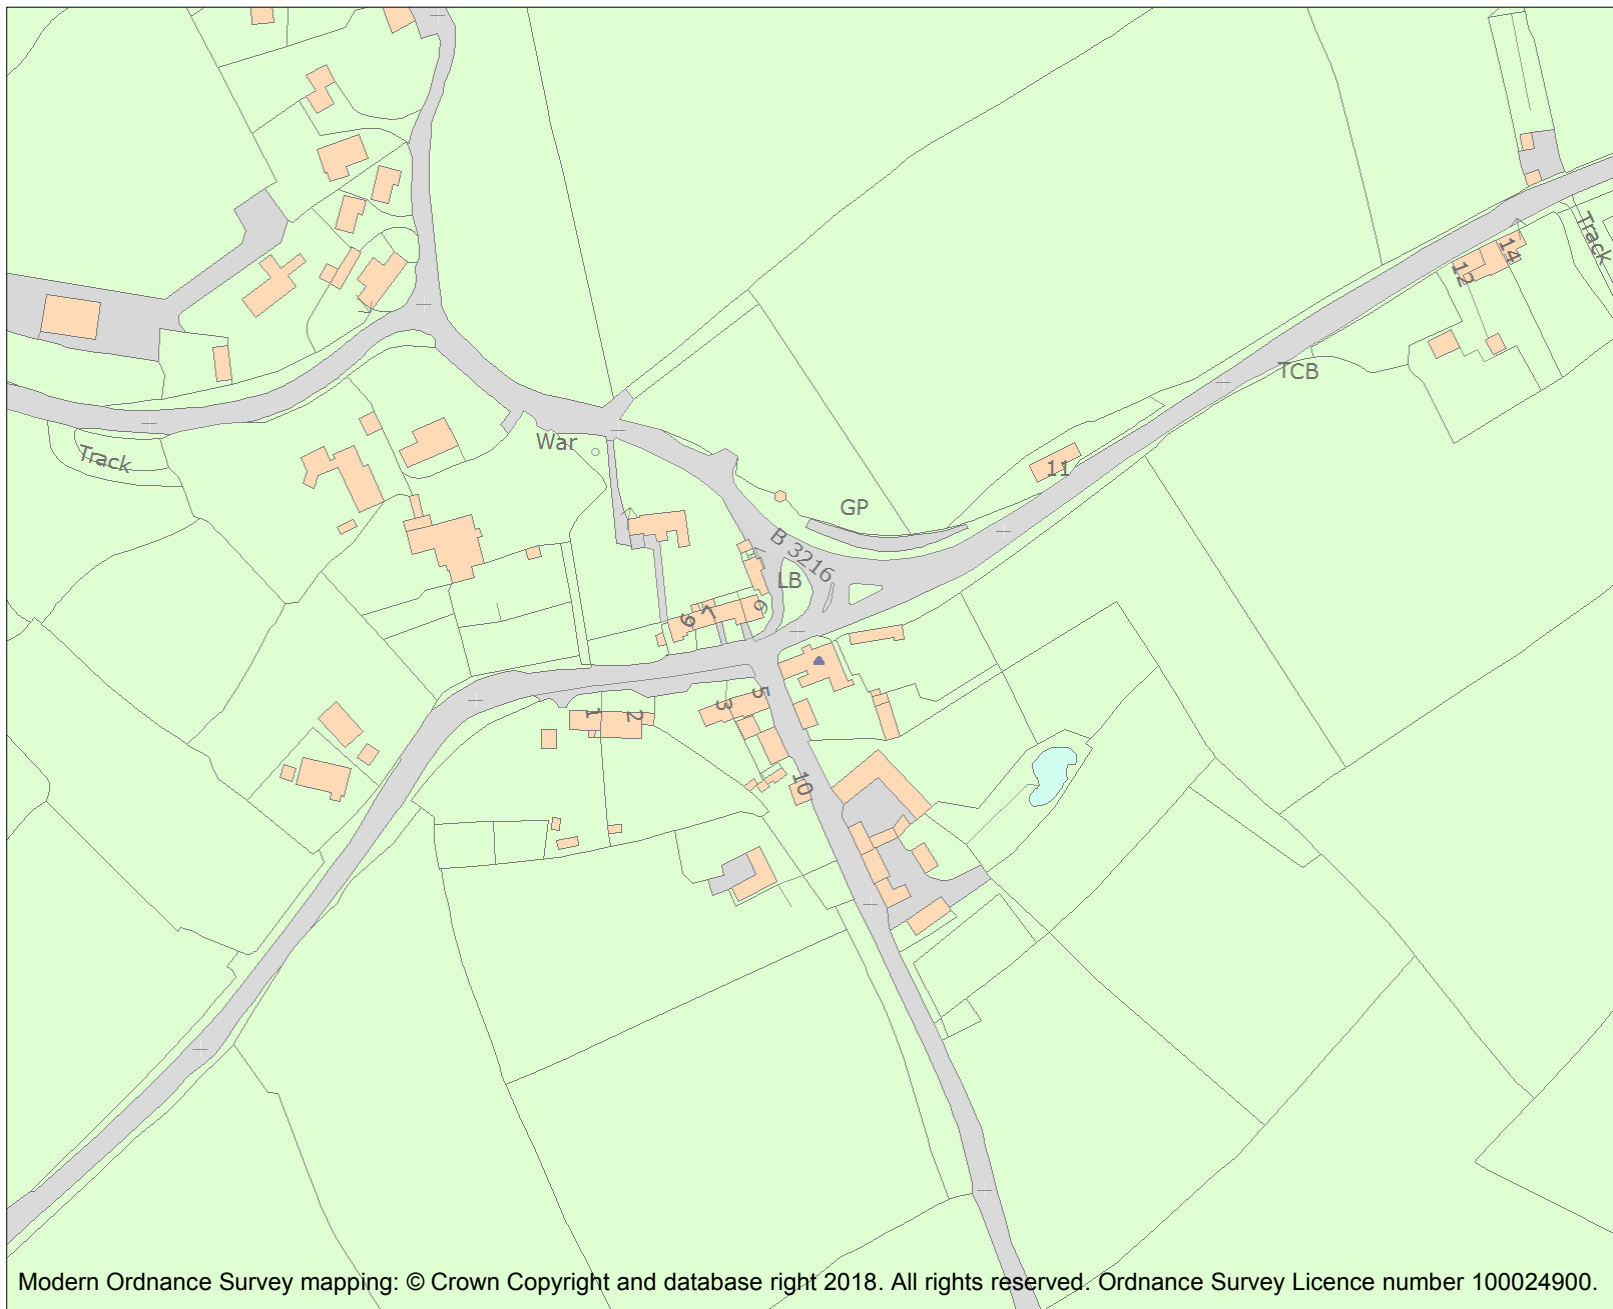 Track
14
12
TCB
War
Track
11
GP
B 3216
LB
9
7
6
5
3
1
2
10
Modern Ordnance Survey mapping: © Crown Copyright and database right 2018. All rights reserved. Ordnance Survey Licence number 100024900.